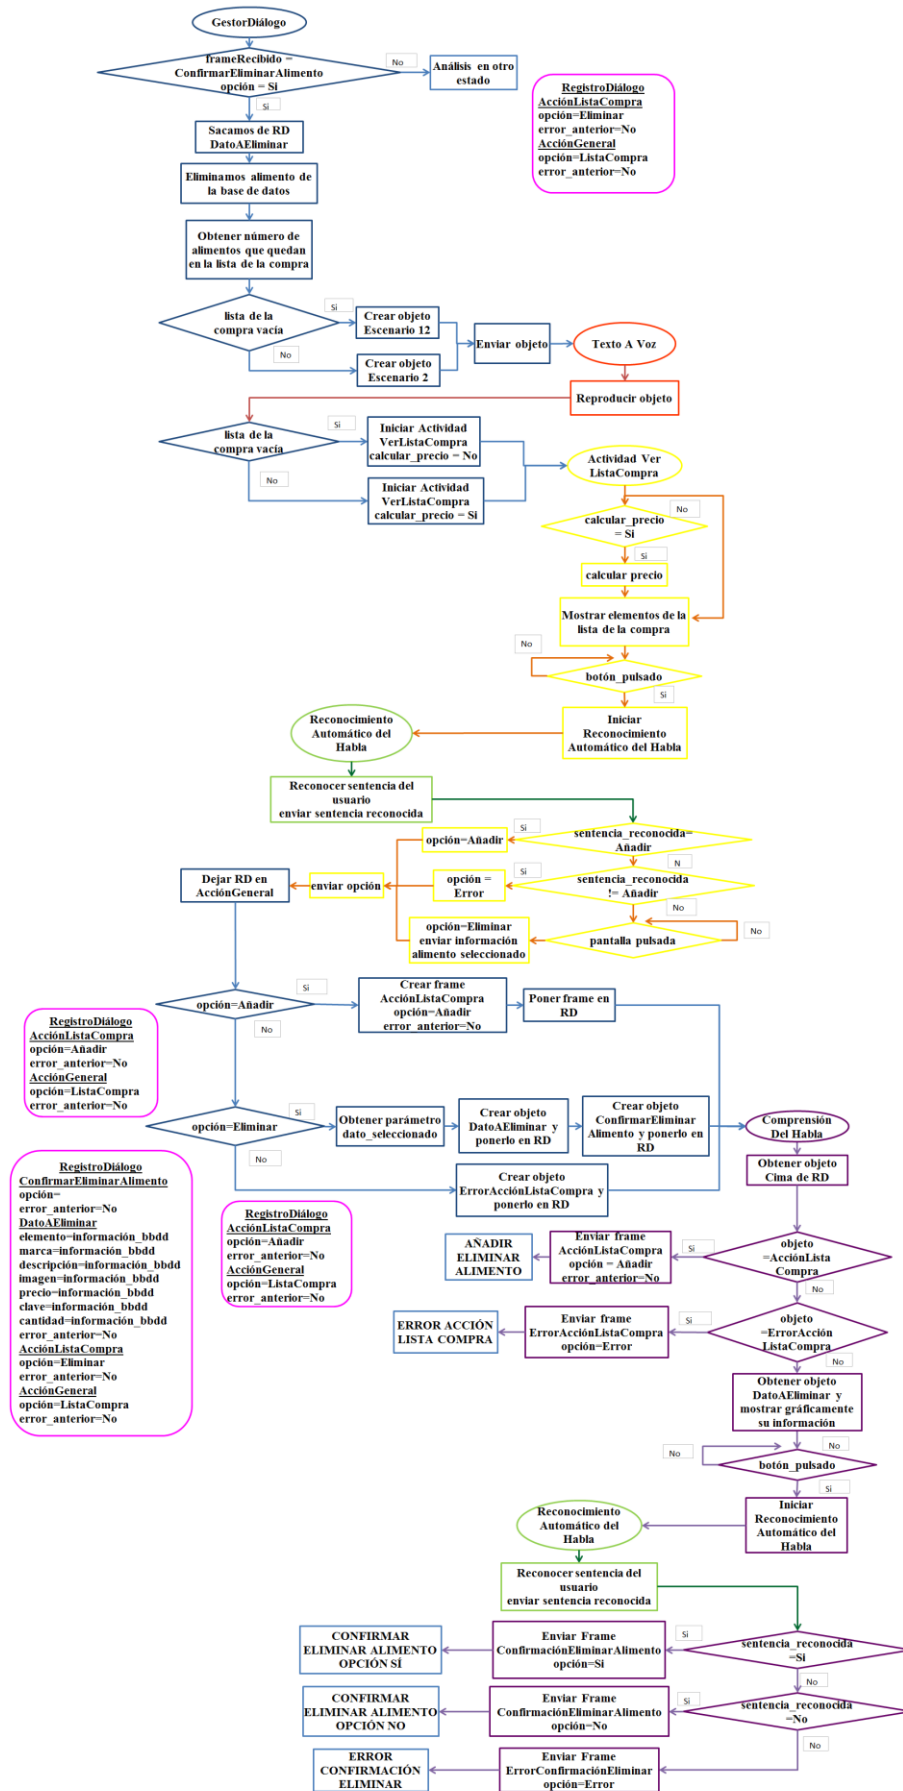 GestorDiálogo
frameRecibido =
ConfirmarEliminarAlimento
opción = Si
No
Análisis en otro
estado
Si
RegistroDiálogo
AcciónListaCompra
opción=Eliminar
error_anterior=No
AcciónGeneral
opción=ListaCompra
error_anterior=No
Sacamos de RD
DatoAEliminar
Eliminamos alimento de
la base de datos
Obtener número de
alimentos que quedan
en la lista de la compra
lista de la
compra vacía
Si
Crear objeto
Escenario 12
No
Crear objeto
Escenario 2
Enviar objeto
Texto A Voz
Reproducir objeto
lista de la
compra vacía
Si
Iniciar Actividad
VerListaCompra
calcular_precio = No
No
Iniciar Actividad
VerListaCompra
calcular_precio = Si
Actividad Ver
ListaCompra
calcular_precio
= Si
No
Si
calcular precio
Mostrar elementos de la
lista de la compra
No
botón_pulsado
Si
Iniciar
Reconocimiento
Automático del Habla
Reconocimiento
Automático del
Habla
Reconocer sentencia del
usuario
enviar sentencia reconocida
sentencia_reconocida=
Añadir
Si
opción=Añadir
N
sentencia_reconocida
!= Añadir
Si
opción =
Error
No
pantalla pulsada
No
opción=Eliminar
enviar información
alimento seleccionado
enviar opción
Dejar RD en
AcciónGeneral
opción=Añadir
Si
Crear frame
AcciónListaCompra
opción=Añadir
error_anterior=No
Poner frame en
RD
No
RegistroDiálogo
AcciónListaCompra
opción=Añadir
error_anterior=No
AcciónGeneral
opción=ListaCompra
error_anterior=No
opción=Eliminar
Si
Obtener parámetro
dato_seleccionado
Crear objeto
DatoAEliminar y
ponerlo en RD
Crear objeto
ConfirmarEliminar
Alimento y ponerlo en
RD
Comprensión
Del Habla
No
Crear objeto
ErrorAcciónListaCompra y
ponerlo en RD
Obtener objeto
Cima de RD
RegistroDiálogo
ConfirmarEliminarAlimento
opción=
error_anterior=No
DatoAEliminar
elemento=información_bbdd
marca=información_bbdd
descripción=información_bbdd
imagen=información_bbdd
precio=información_bbdd
clave=información_bbdd
cantidad=información_bbdd
error_anterior=No
AcciónListaCompra
opción=Eliminar
error_anterior=No
AcciónGeneral
opción=ListaCompra
error_anterior=No
RegistroDiálogo
AcciónListaCompra
opción=Añadir
error_anterior=No
AcciónGeneral
opción=ListaCompra
error_anterior=No
objeto
=AcciónLista
Compra
Si
Enviar frame
AcciónListaCompra
opción = Añadir
error_anterior=No
AÑADIR
ELIMINAR
ALIMENTO
No
objeto
=ErrorAcción
ListaCompra
Si
Enviar frame
ErrorAcciónListaCompra
opción=Error
ERROR ACCIÓN
LISTA COMPRA
No
Obtener objeto
DatoAEliminar y
mostrar gráficamente
su información
No
No
botón_pulsado
Si
Iniciar
Reconocimiento
Automático del
Habla
Reconocimiento
Automático del
Habla
Reconocer sentencia del
usuario
enviar sentencia reconocida
sentencia_reconocida
=Si
Si
Enviar Frame
ConfirmaciónEliminarAlimento
opción=Si
CONFIRMAR
ELIMINAR ALIMENTO
OPCIÓN SÍ
No
sentencia_reconocida
=No
Si
Enviar Frame
ConfirmaciónEliminarAlimento
opción=No
CONFIRMAR
ELIMINAR ALIMENTO
OPCIÓN NO
No
Enviar Frame
ErrorConfirmaciónEliminar
opción=Error
ERROR
CONFIRMACIÓN
ELIMINAR